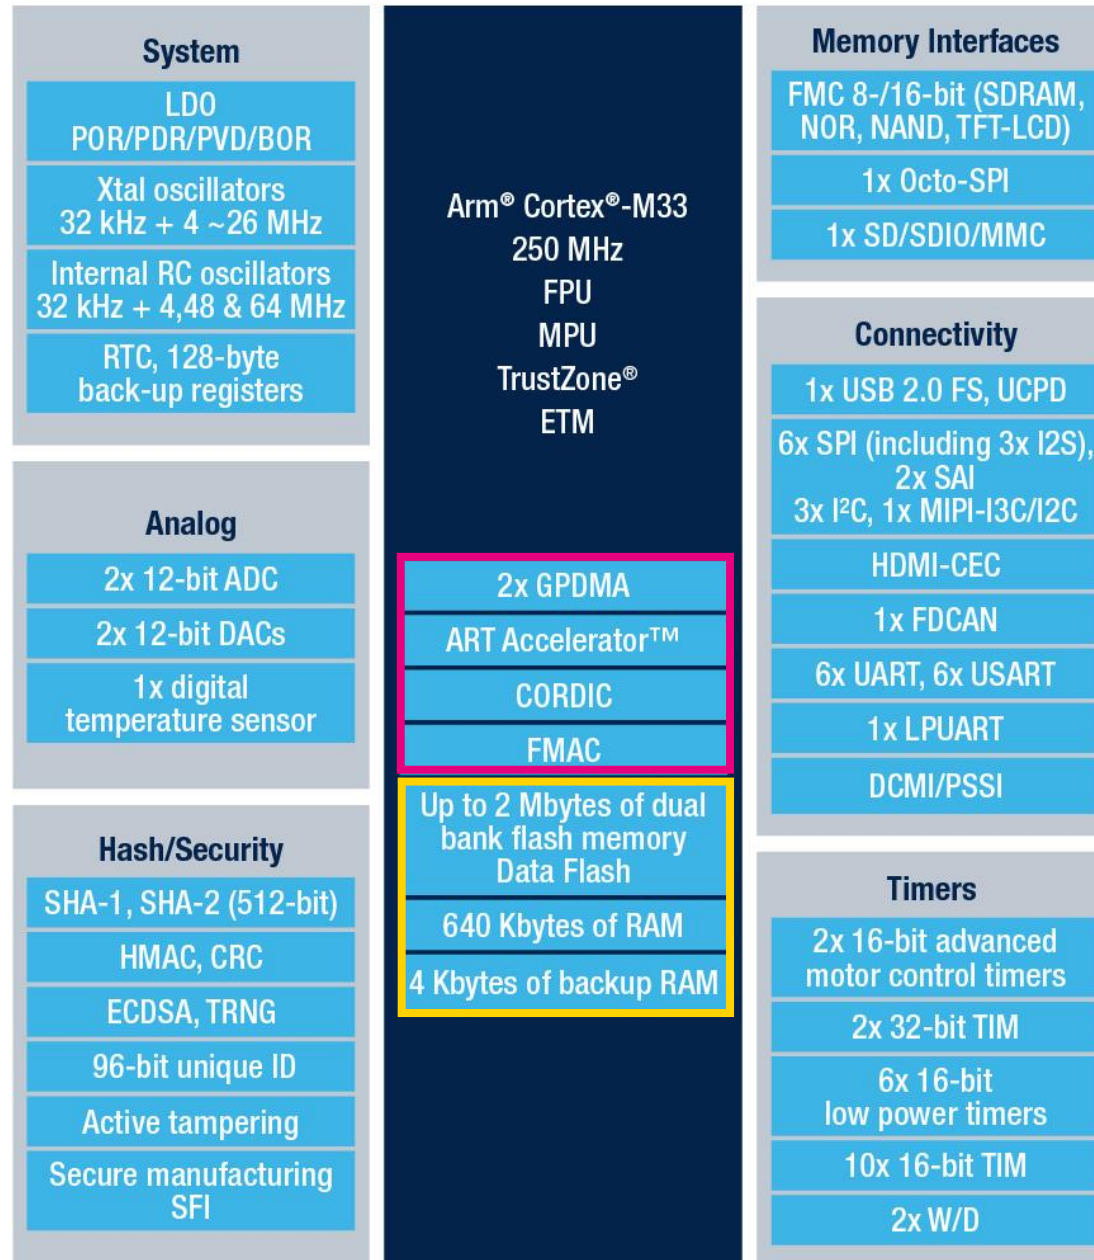 System
LDO
POR/PDR/PVD/BOR
Xtal oscillators
32 kHz + 4 ~26 MHz
Internal RC oscillators
32 kHz + 4,48 & 64 MHz
RTC, 128-byte
back-up registers
Analog
2x 12-bit ADC
2x 12-bit DACs
1x digital
temperature sensor
Hash/Security
SHA-1, SHA-2 (512-bit)
HMAC, CRC
ECDSA, TRNG
96-bit unique ID
Active tampering
Secure manufacturing
SFI
Arm® Cortex®-M33
250 MHz
FPU
MPU
TrustZone®
ETM
2x GPDMA
ART Accelerator™
CORDIC
FMAC
Up to 2 Mbytes of dual
bank flash memory
Data Flash
640 Kbytes of RAM
4 Kbytes of backup RAM
Memory Interfaces
FMC 8-/16-bit (SDRAM,
NOR, NAND, TFT-LCD)
1x Octo-SPI
1x SD/SDIO/MMC
Connectivity
1x USB 2.0 FS, UCPD
6x SPI (including 3x I2S),
2x SAI
3x I²C, 1x MIPI-I3C/I2C
HDMI-CEC
1x FDCAN
6x UART, 6x USART
1x LPUART
DCMI/PSSI
Timers
2x 16-bit advanced
motor control timers
2x 32-bit TIM
6x 16-bit
low power timers
10x 16-bit TIM
2x W/D